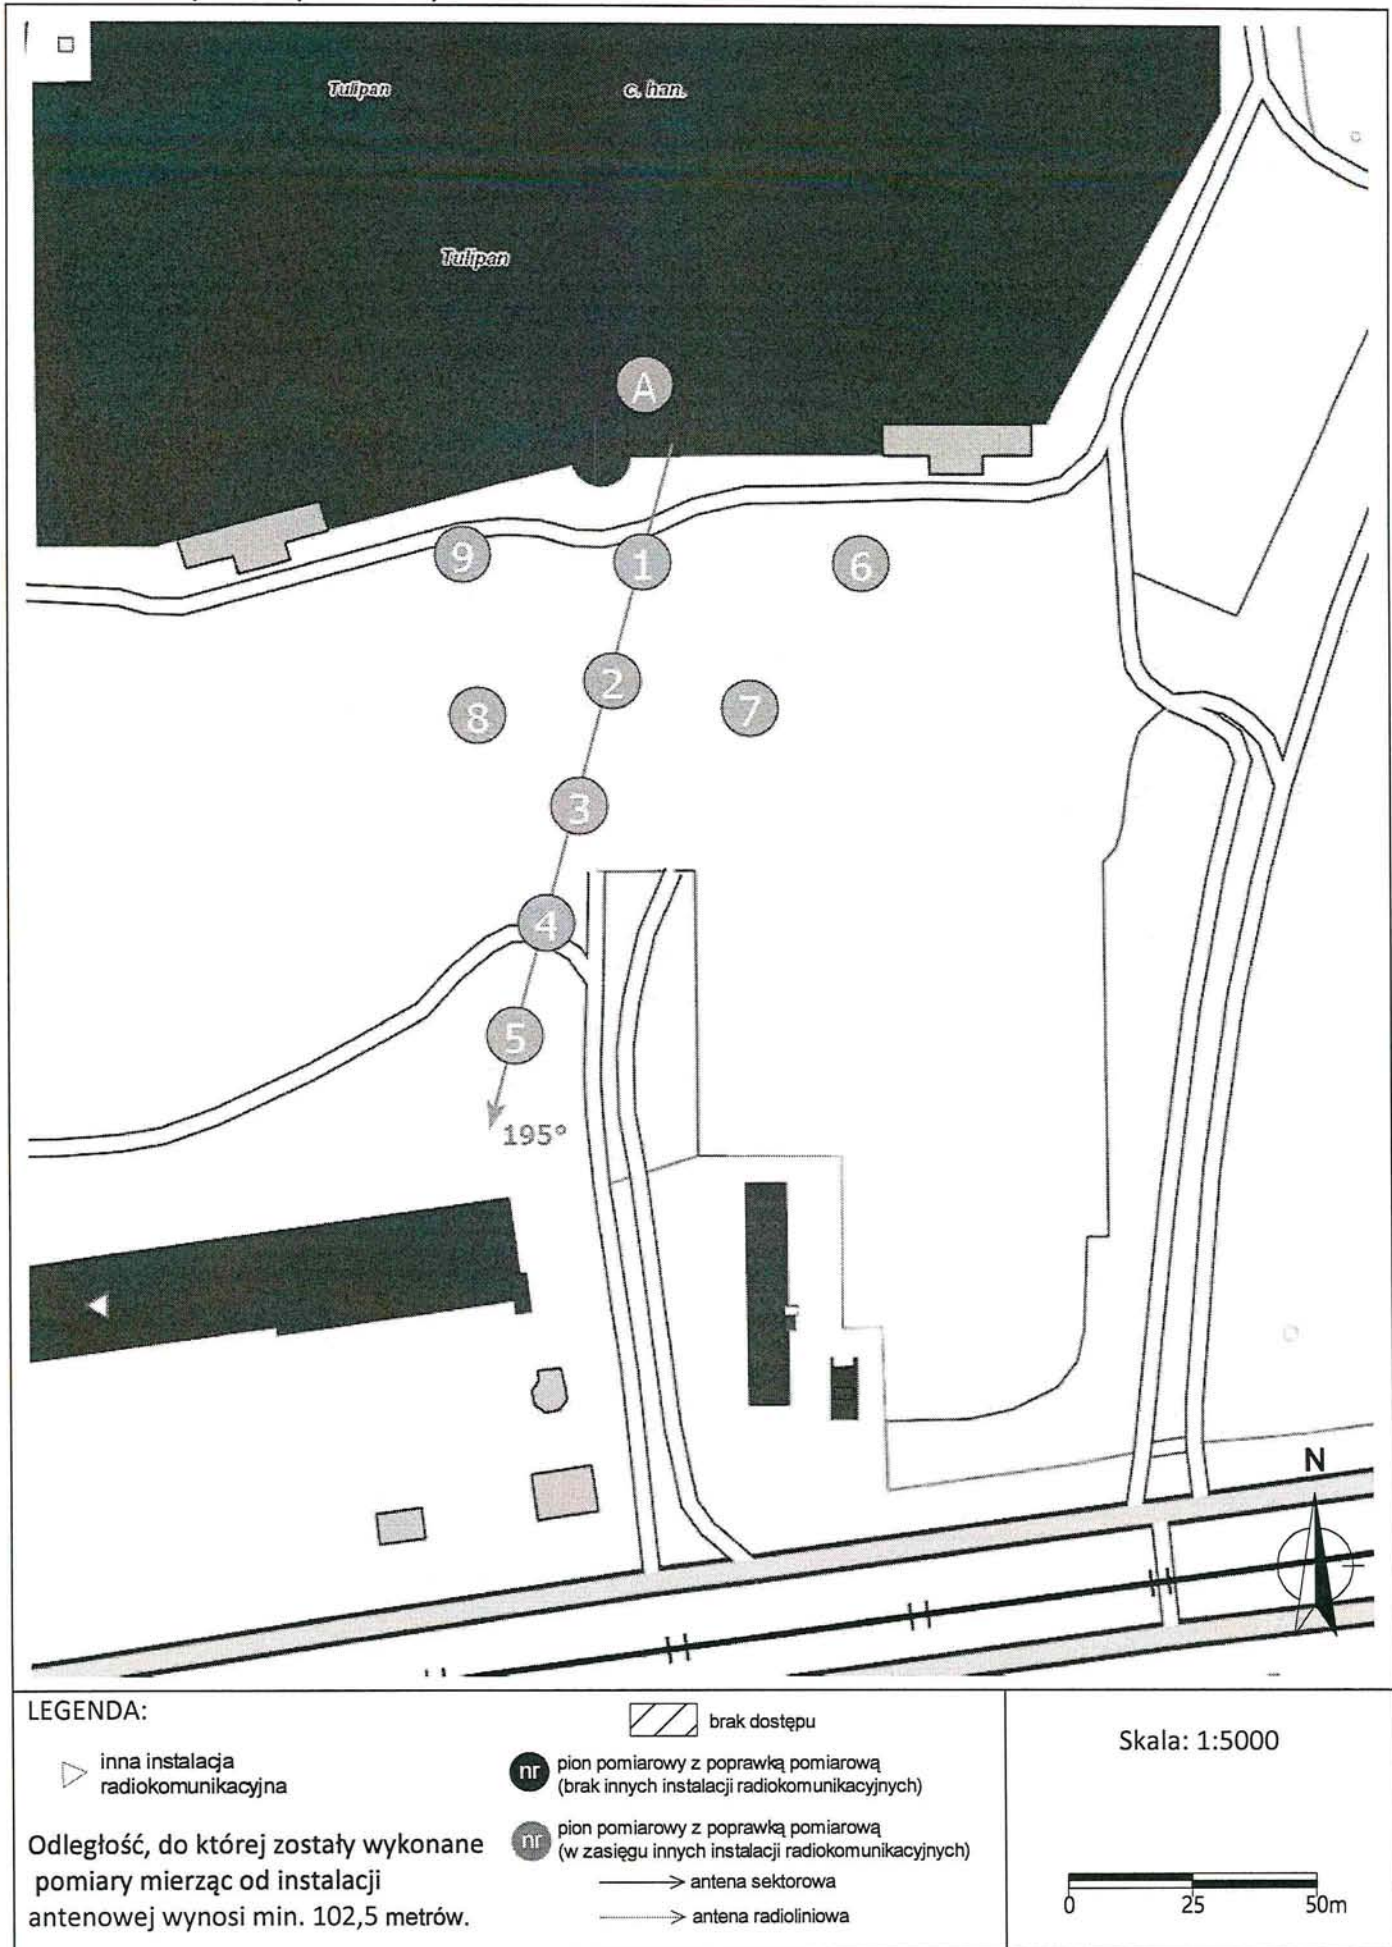 Tulipan
c. han.
Tulipan
A
9
1
6
2
8
7
3
4
5
195°
N
LEGENDA:
inna instalacja
radiokomunikacyjna
Odległość, do której zostały wykonane
pomiary mierząc od instalacji
antenowej wynosi min. 102,5 metrów.
brak dostępu
nr
pion pomiarowy z poprawką pomiarową
(brak innych instalacji radiokomunikacyjnych)
nr
pion pomiarowy z poprawką pomiarową
(w zasięgu innych instalacji radiokomunikacyjnych)
antena sektorowa
antena radioliniowa
Skala: 1:5000
0 25 50m